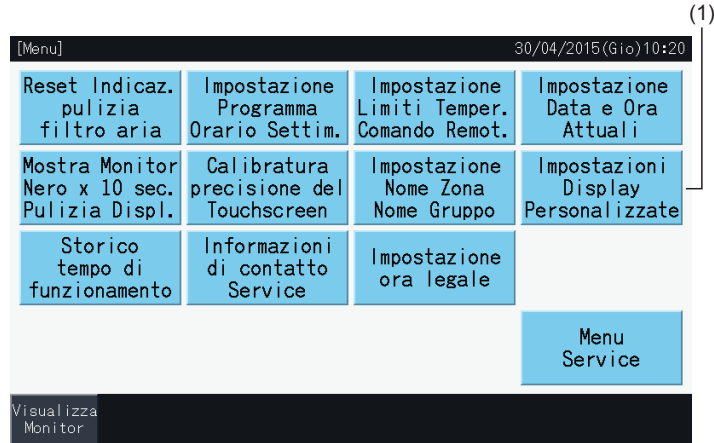 (1)
[Menu] 30/04/2015(Gio)10:20
Reset Indicaz.
pulizia
filtro aria
Impostazione
Programma
Orario Settim.
Impostazione
Limiti Temper.
Comando Remot.
Impostazione
Data e Ora
Attuali
Mostra Monitor
Nero x 10 sec.
Pulizia Displ.
Calibratura
precisione del
Touchscreen
Impostazione
Nome Zona
Nome Gruppo
Impostazioni
Display
Personalizzate
Storico
tempo di
funzionamento
Informazioni
di contatto
Service
Impostazione
ora legale
Menu
Service
Visualizza
Monitor